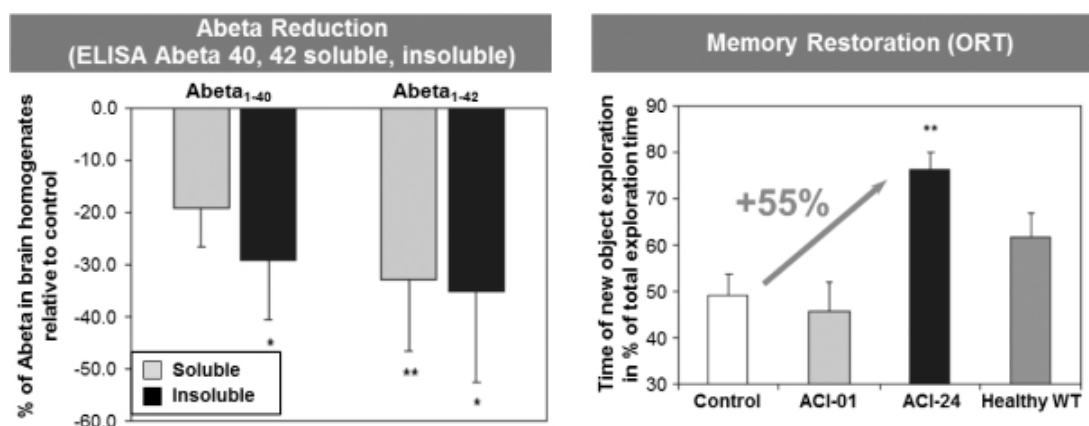 Abeta Reduction
(ELISA Abeta 40, 42 soluble, insoluble)
Abeta1-40 Abeta1-42
% of Abeta in brain homogenates
relative to control
0.0
-10.0
-20.0
-30.0
-40.0
-50.0
-60.0
*
**
*
Soluble
Insoluble
Memory Restoration (ORT)
Time of new object exploration
in % of total exploration time
90
80
70
60
50
40
30
**
+55%
Control ACI-01 ACI-24 Healthy WT